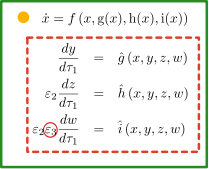 ẋ = f (x, g(x), h(x), i(x))
dy/dτ₁ = ĝ (x, y, z, w)
ε₂ dz/dτ₁ = ĥ (x, y, z, w)
ε₂ε₃ dw/dτ₁ = î̂ (x, y, z, w)